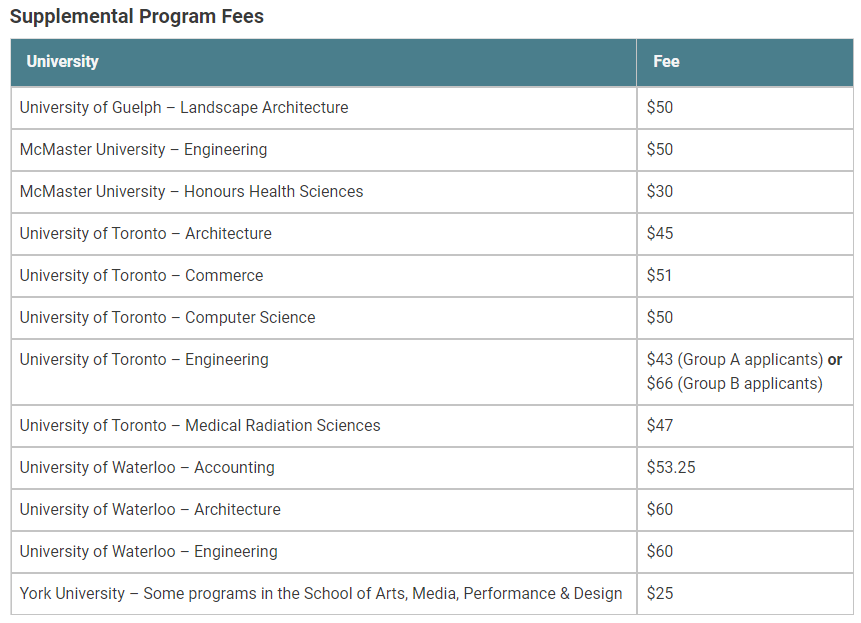 Supplemental Program Fees
University Fee
University of Guelph – Landscape Architecture $50
McMaster University – Engineering $50
McMaster University – Honours Health Sciences $30
University of Toronto – Architecture $45
University of Toronto – Commerce $51
University of Toronto – Computer Science $50
University of Toronto – Engineering $43 (Group A applicants) or
$66 (Group B applicants)
University of Toronto – Medical Radiation Sciences $47
University of Waterloo – Accounting $53.25
University of Waterloo – Architecture $60
University of Waterloo – Engineering $60
York University – Some programs in the School of Arts, Media, Performance & Design $25